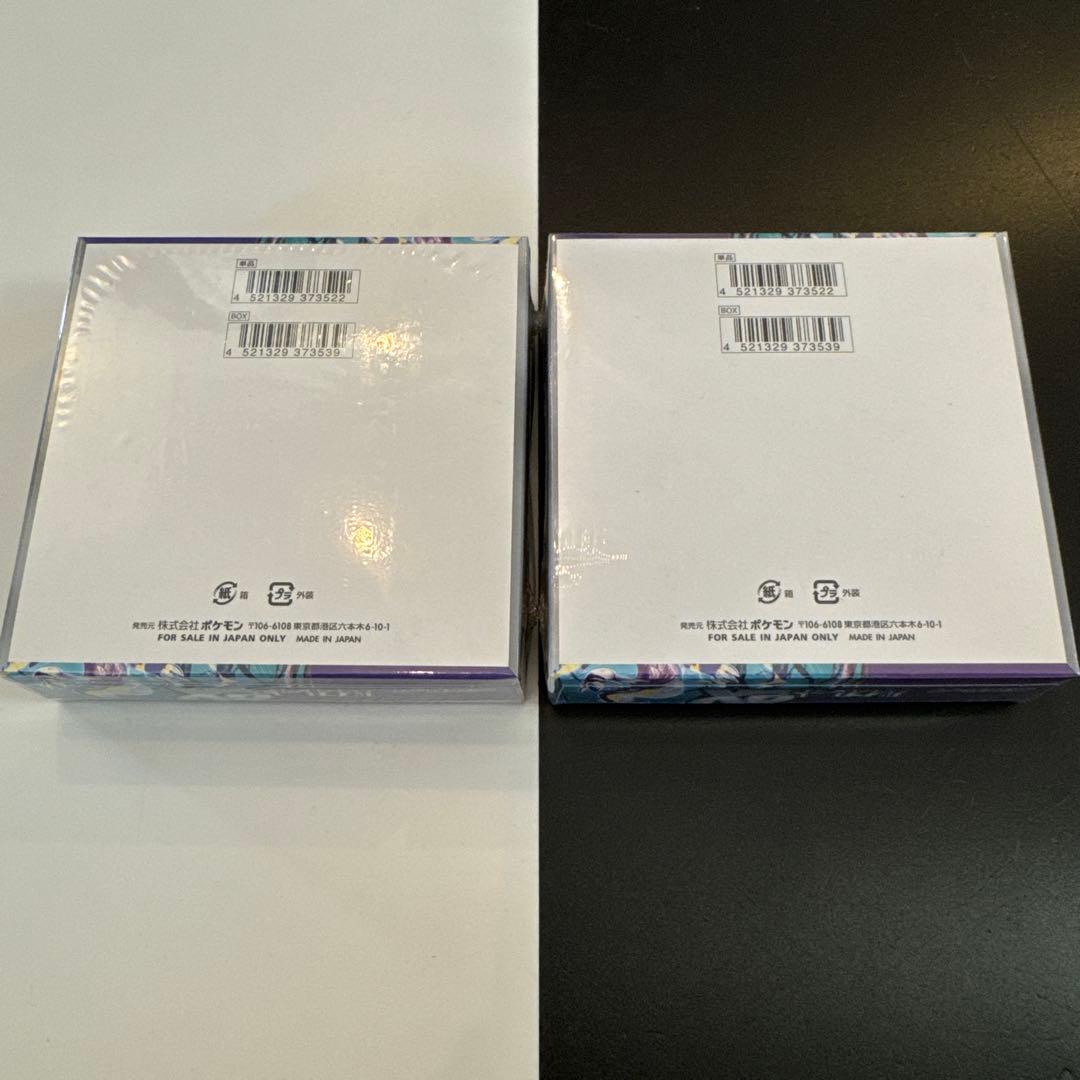 単品
4 521329 373522
BOX
4 521329 373539
紙 箱 プラ 外装
発売元 株式会社ポケモン 〒106-6108 東京都港区六本木6-10-1
FOR SALE IN JAPAN ONLY MADE IN JAPAN
単品
4 521329 373522
BOX
4 521329 373539
紙 箱 プラ 外装
発売元 株式会社ポケモン 〒106-6108 東京都港区六本木6-10-1
FOR SALE IN JAPAN ONLY MADE IN JAPAN